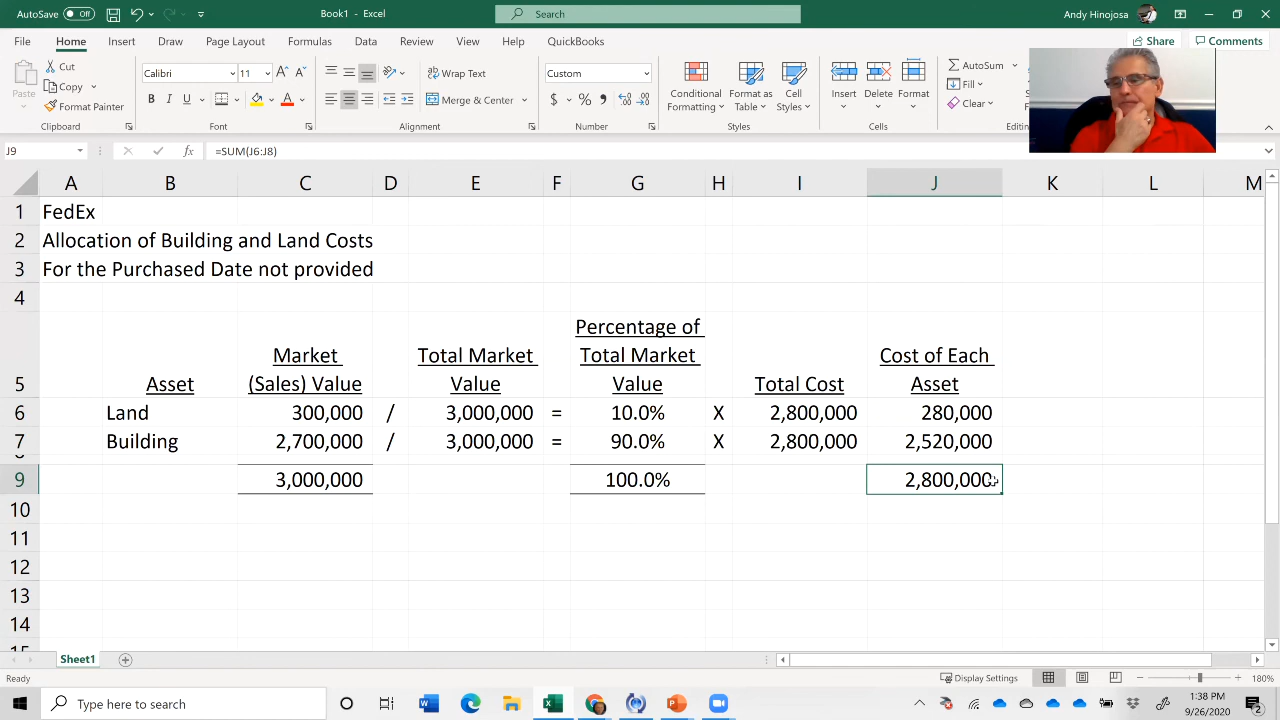 AutoSave Off
Book1 - Excel
Search
Andy Hinojosa
File Home Insert Draw Page Layout Formulas Data Review View Help QuickBooks
Share Comments
Paste
Cut
Copy
Format Painter
Clipboard
Calibri 11
B I U
Font
Wrap Text
Merge & Center
Alignment
Custom
$ % ,
Number
Conditional Formatting
Format as Table
Cell Styles
Styles
Insert Delete Format
Cells
AutoSum
Fill
Clear
J9 fx =SUM(J6:J8)
A B C D E F G H I J K L M
1 FedEx
2 Allocation of Building and Land Costs
3 For the Purchased Date not provided
4
Percentage of
Market Total Market Total Market Cost of Each
5 Asset (Sales) Value Value Value Total Cost Asset
6 Land 300,000 / 3,000,000 = 10.0% X 2,800,000 280,000
7 Building 2,700,000 / 3,000,000 = 90.0% X 2,800,000 2,520,000
9 3,000,000 100.0% 2,800,000
10
11
12
13
14
Sheet1
Ready
Display Settings
180%
Type here to search
1:38 PM
9/26/2020
2